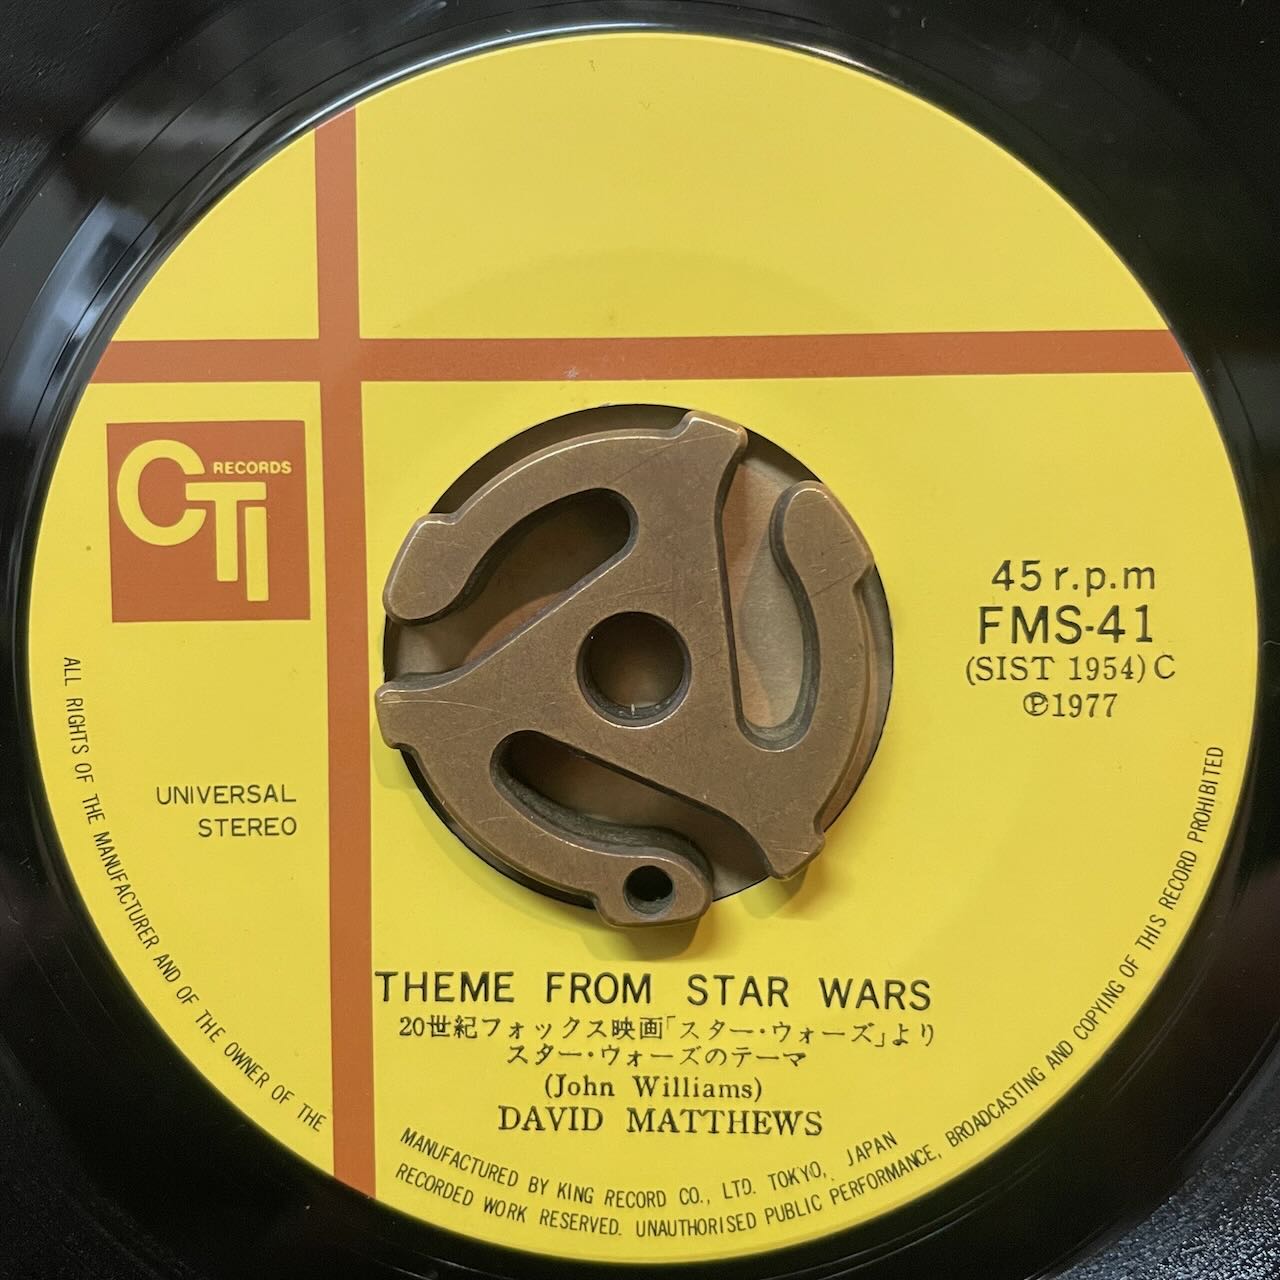 CTI RECORDS
45 r.p.m
FMS-41
(SIST 1954) C
Ⓟ1977
UNIVERSAL
STEREO
THEME FROM STAR WARS
20世紀フォックス映画「スター・ウォーズ」より
スター・ウォーズのテーマ
(John Williams)
DAVID MATTHEWS
MANUFACTURED BY KING RECORD CO., LTD. TOKYO, JAPAN
ALL RIGHTS OF THE MANUFACTURER AND OF THE OWNER OF THE RECORDED WORK RESERVED. UNAUTHORISED PUBLIC PERFORMANCE, BROADCASTING AND COPYING OF THIS RECORD PROHIBITED